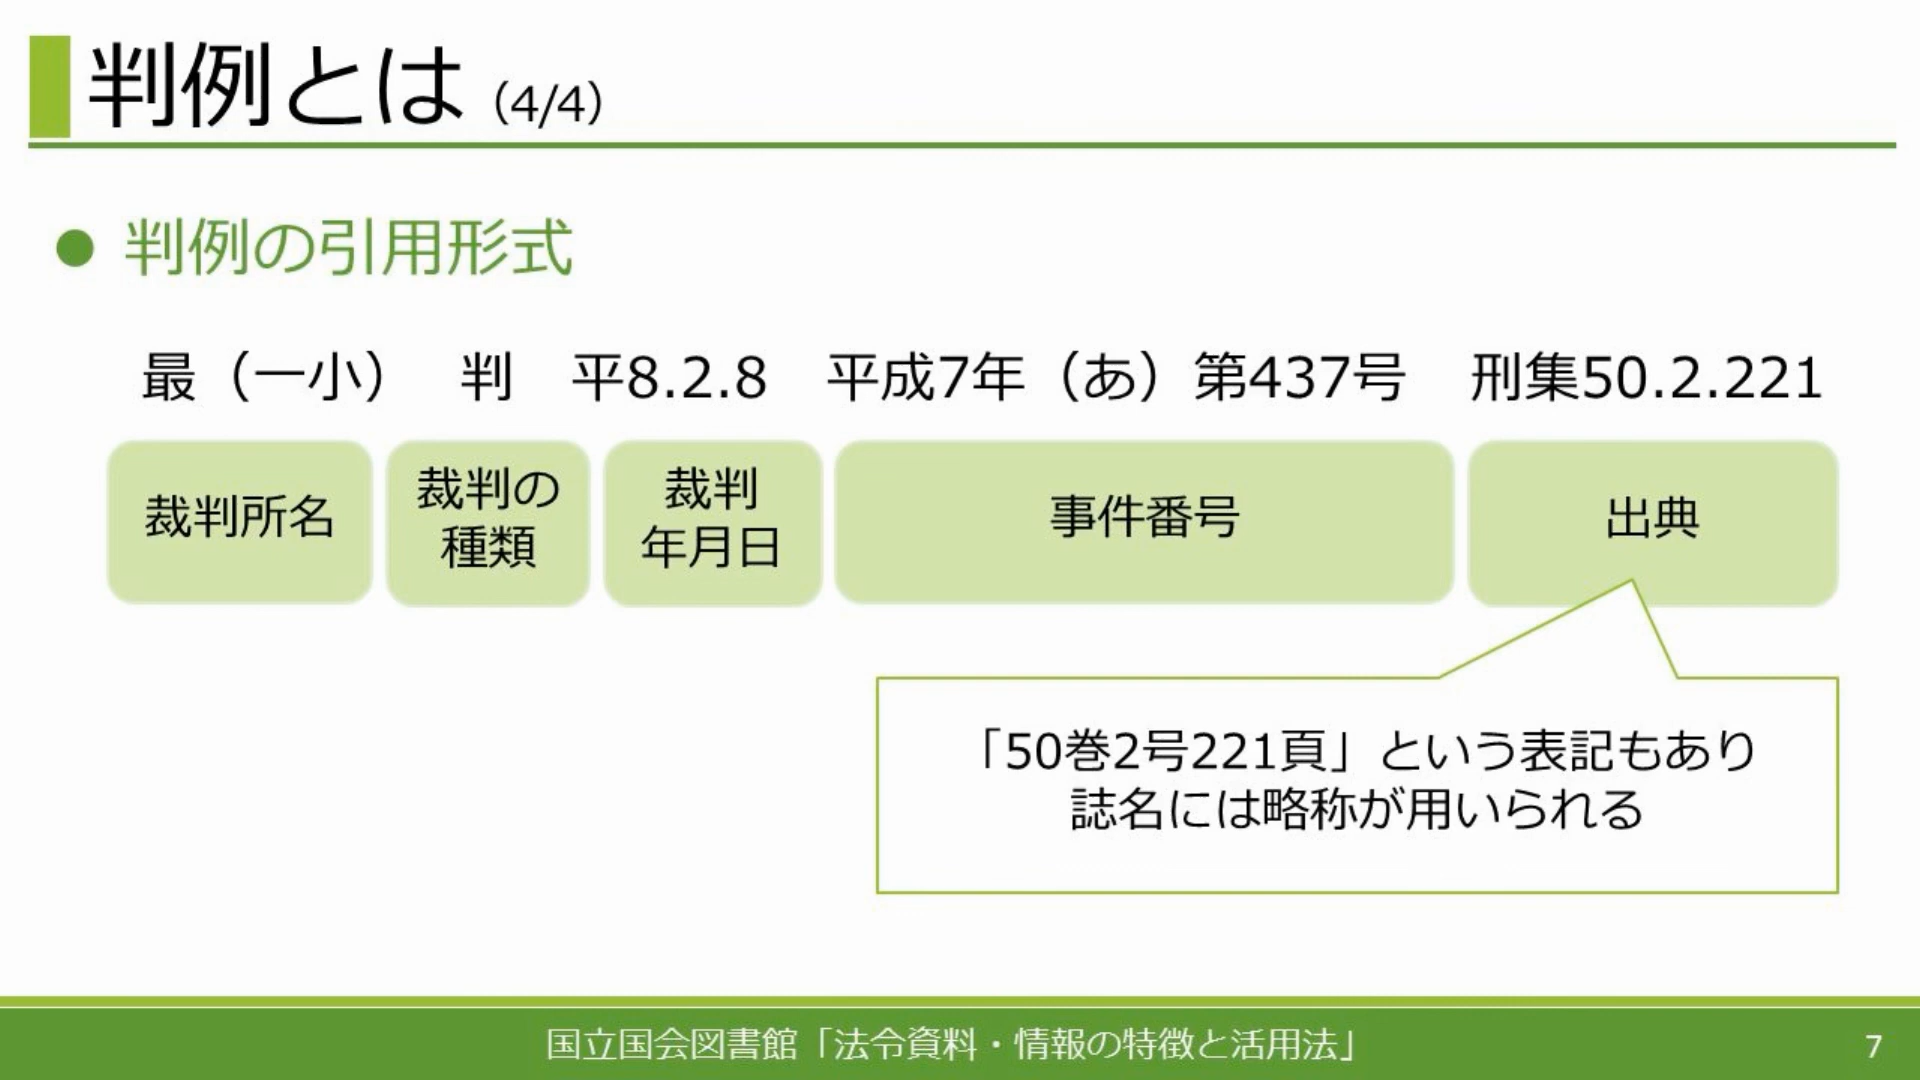 判例とは（4/4）
● 判例の引用形式
最（一小）　判　平8.2.8　平成7年（あ）第437号　刑集50.2.221
裁判所名
裁判の
種類
裁判
年月日
事件番号
出典
「50巻2号221頁」という表記もあり
誌名には略称が用いられる
国立国会図書館「法令資料・情報の特徴と活用法」
7